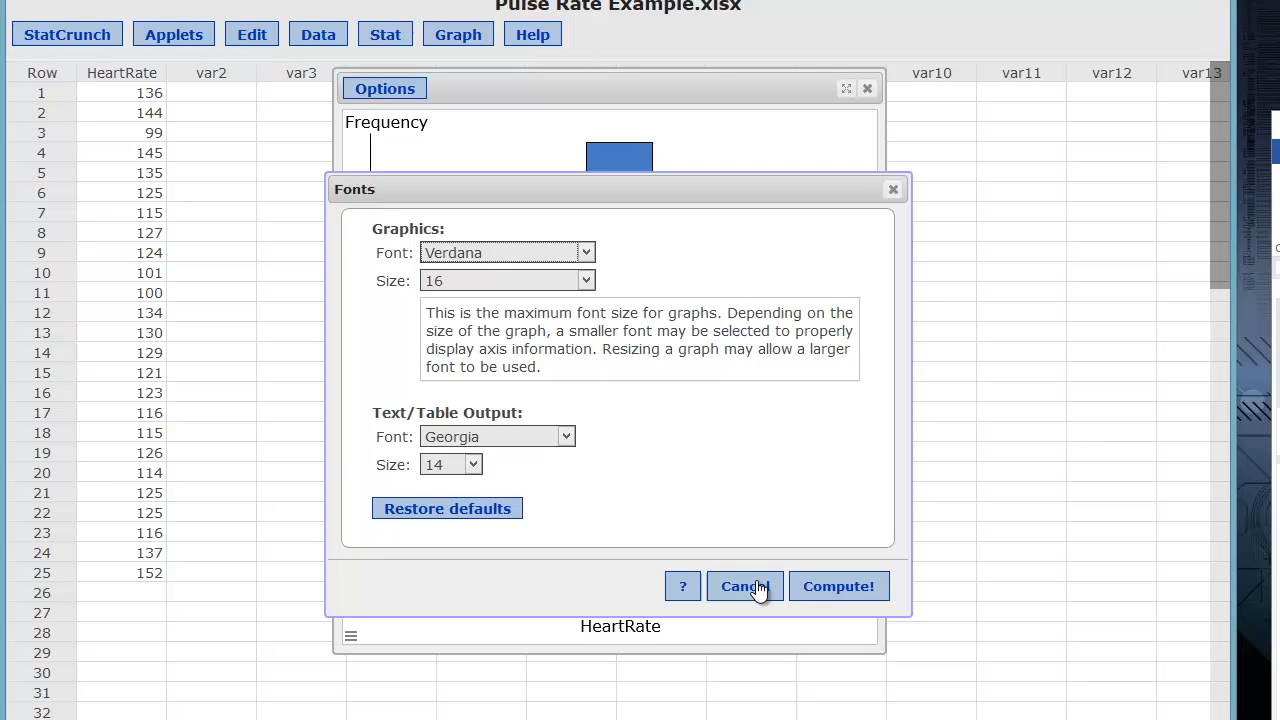 Pulse Rate Example.xlsx
StatCrunch Applets Edit Data Stat Graph Help
Row HeartRate var2 var3 var10 var11 var12 var13
1 136
2 144
3 99
4 145
5 135
6 125
7 115
8 127
9 124
10 101
11 100
12 134
13 130
14 129
15 121
16 123
17 116
18 115
19 126
20 114
21 125
22 125
23 116
24 137
25 152
26
27
28
29
30
31
32
Options
Frequency
Fonts
Graphics:
Font: Verdana
Size: 16
This is the maximum font size for graphs. Depending on the
size of the graph, a smaller font may be selected to properly
display axis information. Resizing a graph may allow a larger
font to be used.
Text/Table Output:
Font: Georgia
Size: 14
Restore defaults
? Cancel Compute!
HeartRate